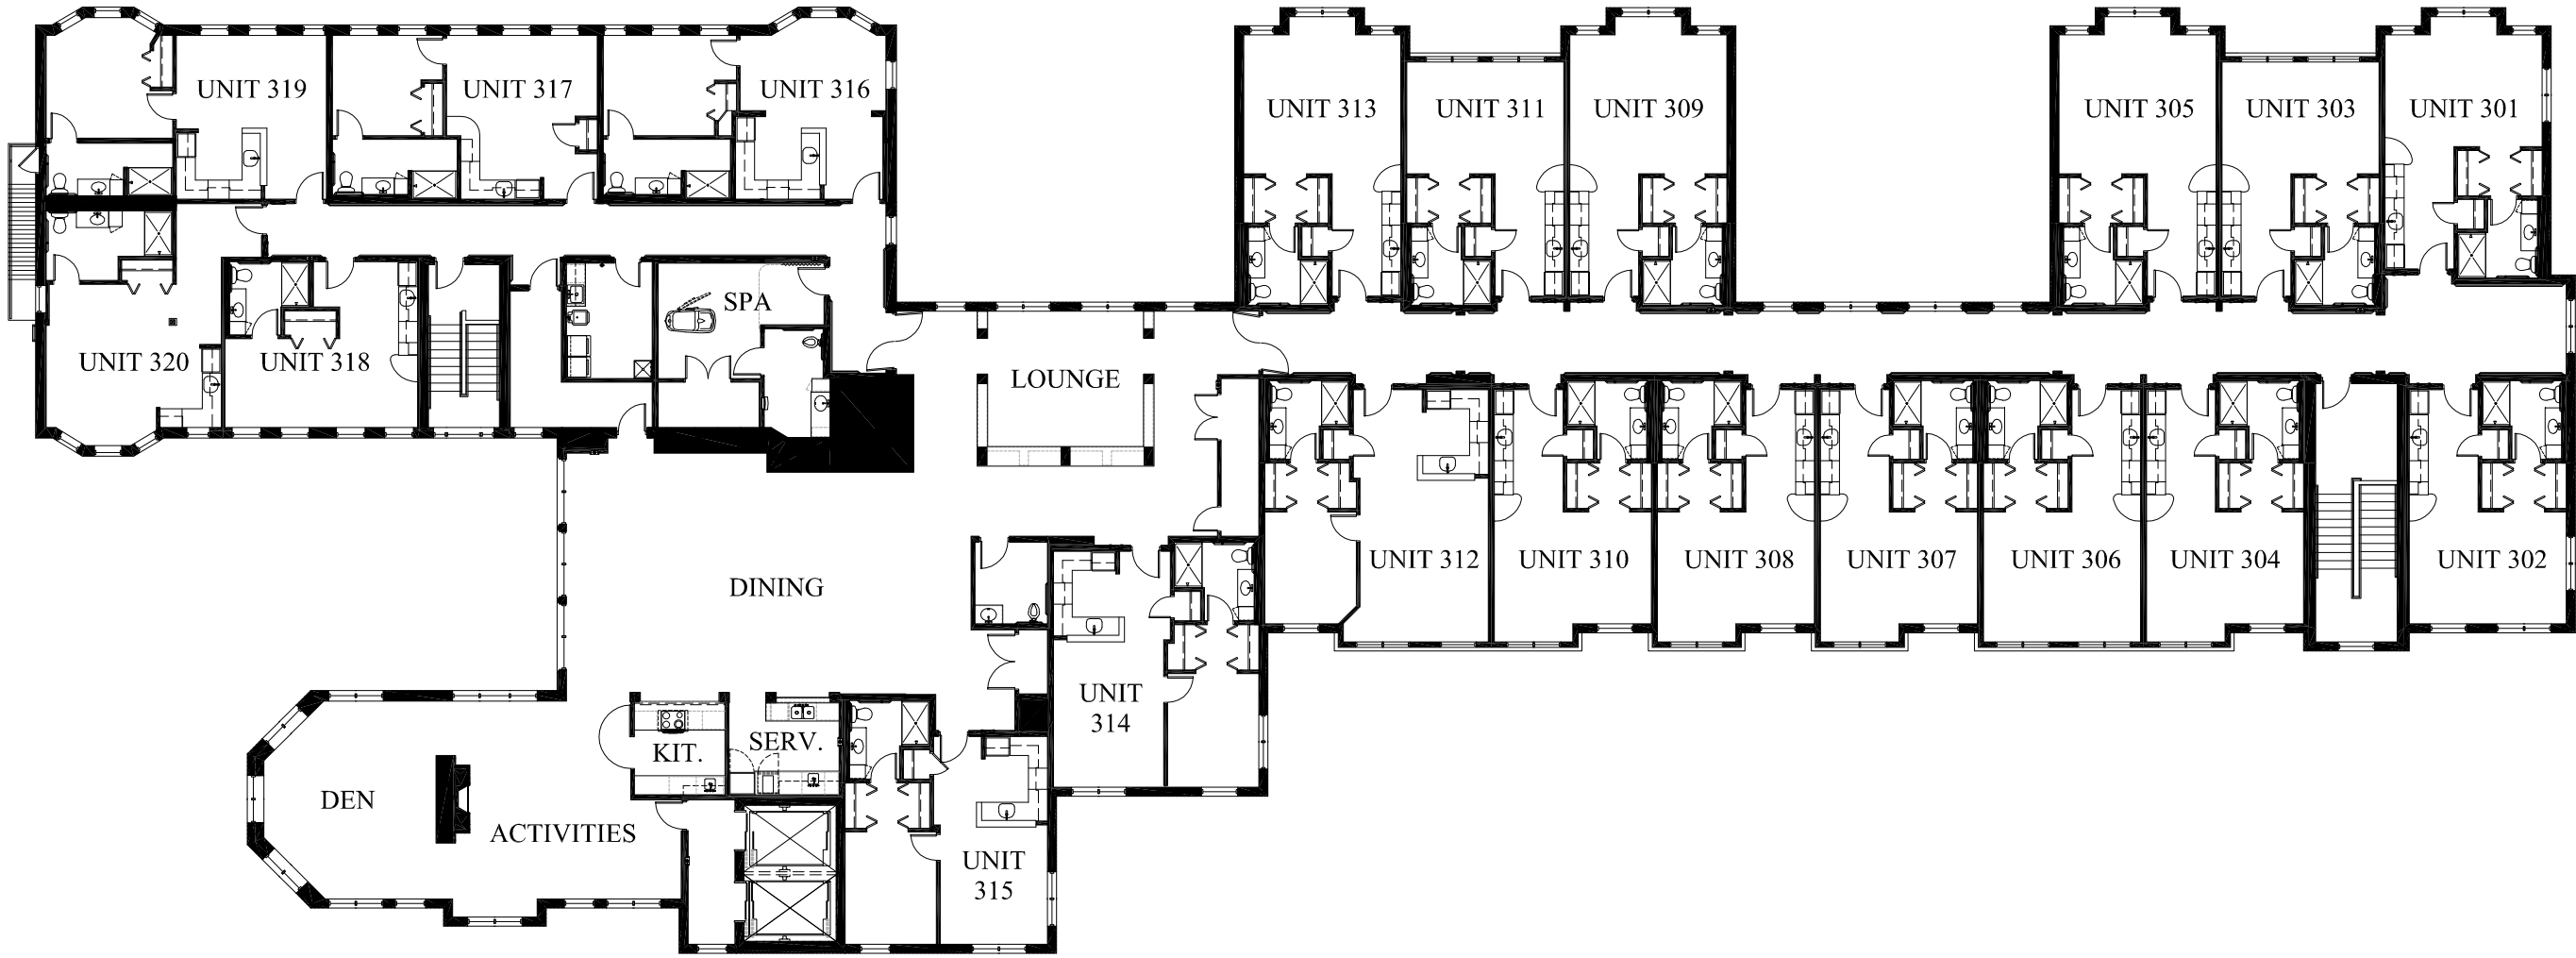 UNIT 319
UNIT 317
UNIT 316
UNIT 313
UNIT 311
UNIT 309
UNIT 305
UNIT 303
UNIT 301
UNIT 320
UNIT 318
SPA
LOUNGE
UNIT 312
UNIT 310
UNIT 308
UNIT 307
UNIT 306
UNIT 304
UNIT 302
DINING
UNIT
314
KIT.
SERV.
DEN
ACTIVITIES
UNIT
315